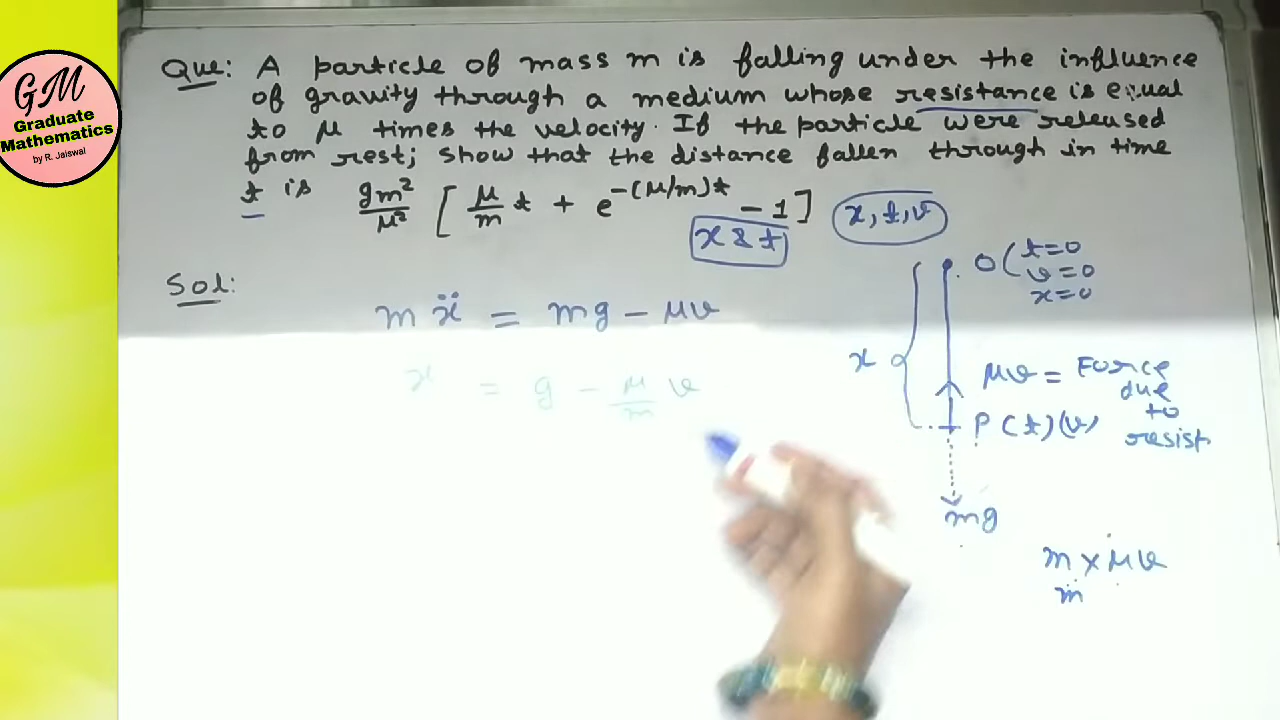 GM
Graduate
Mathematics
by R. Jaiswal
Que: A particle of mass m is falling under the influence
of gravity through a medium whose resistance is equal
to μ times the velocity. If the particle were released
from rest; show that the distance fallen through in time
t is gm²/μ² [ μ/m t + e^-(μ/m)t - 1 ]
x, t, v
x & t
Sol:
mẍ = mg - μv
ẍ = g - μ/m v
O (t=0
v=0
x=0
x
μv = Force
due
to
resist
P (t)(v)
mg
m × μv
m